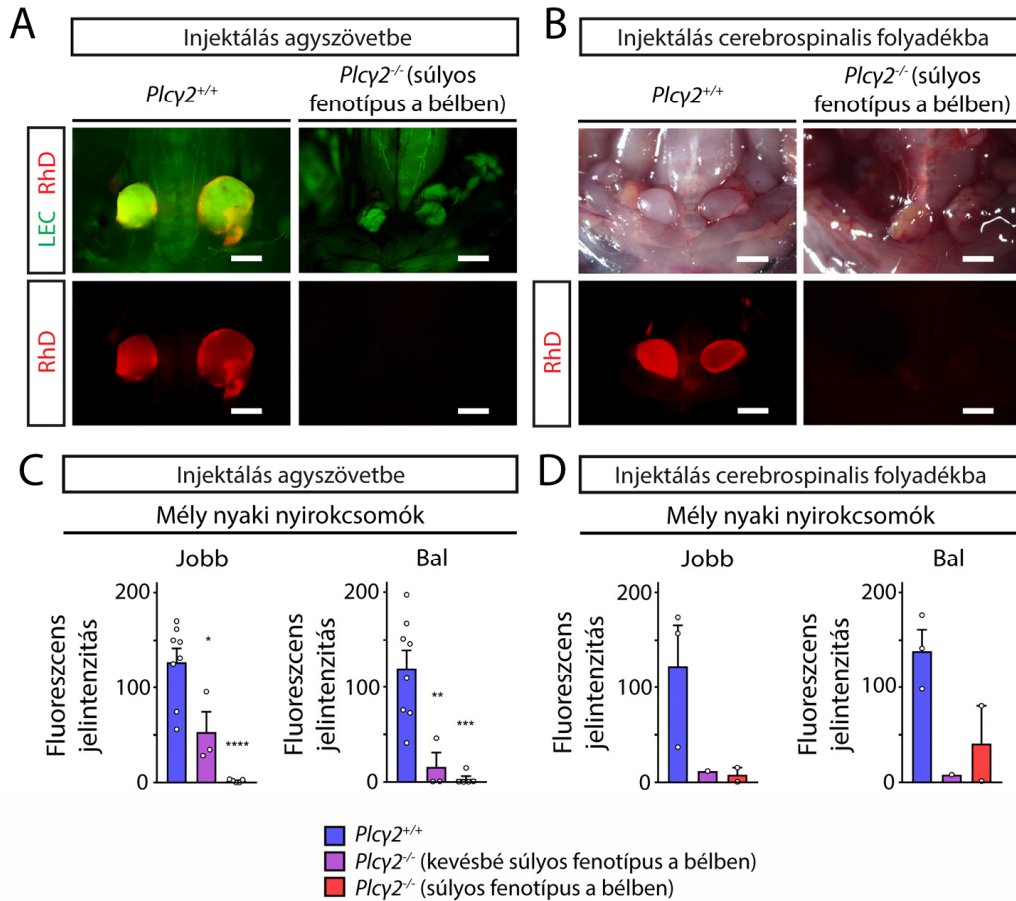 A
Injektálás agyszövetbe
Plcγ2+/+
Plcγ2-/- (súlyos
fenotípus a bélben)
LEC RhD
RhD
B
Injektálás cerebrospinalis folyadékba
Plcγ2+/+
Plcγ2-/- (súlyos
fenotípus a bélben)
RhD
C
Injektálás agyszövetbe
Mély nyaki nyirokcsomók
Jobb
Fluoreszcens
jelintenzitás
200
100
0
*
****
Bal
Fluoreszcens
jelintenzitás
200
100
0
**
***
D
Injektálás cerebrospinalis folyadékba
Mély nyaki nyirokcsomók
Jobb
Fluoreszcens
jelintenzitás
200
100
0
Bal
Fluoreszcens
jelintenzitás
200
100
0
Plcγ2+/+
Plcγ2-/- (kevésbé súlyos fenotípus a bélben)
Plcγ2-/- (súlyos fenotípus a bélben)